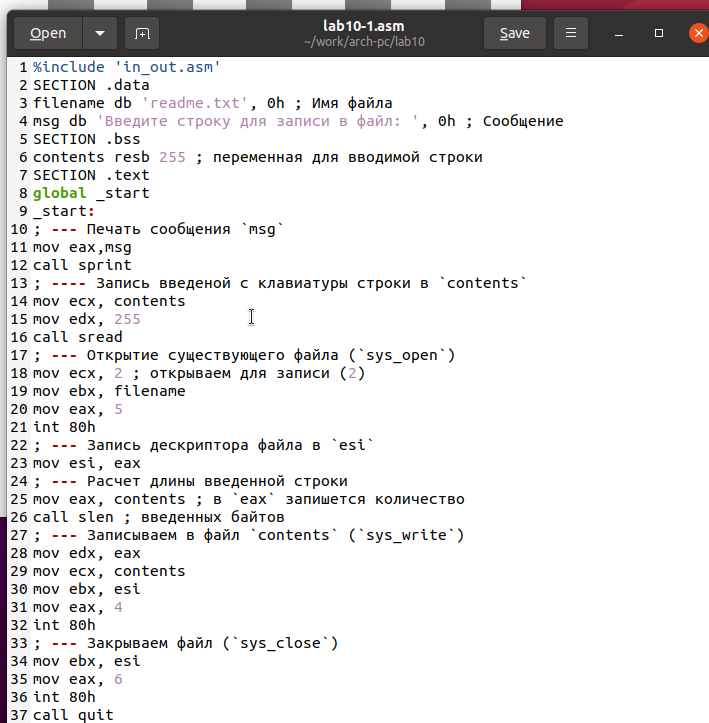 Open
lab10-1.asm
~/work/arch-pc/lab10
Save
1 %include 'in_out.asm'
2 SECTION .data
3 filename db 'readme.txt', 0h ; Имя файла
4 msg db 'Введите строку для записи в файл: ', 0h ; Сообщение
5 SECTION .bss
6 contents resb 255 ; переменная для вводимой строки
7 SECTION .text
8 global _start
9 _start:
10 ; --- Печать сообщения `msg`
11 mov eax,msg
12 call sprint
13 ; ---- Запись введеной с клавиатуры строки в `contents`
14 mov ecx, contents
15 mov edx, 255
16 call sread
17 ; --- Открытие существующего файла (`sys_open`)
18 mov ecx, 2 ; открываем для записи (2)
19 mov ebx, filename
20 mov eax, 5
21 int 80h
22 ; --- Запись дескриптора файла в `esi`
23 mov esi, eax
24 ; --- Расчет длины введенной строки
25 mov eax, contents ; в `eax` запишется количество
26 call slen ; введенных байтов
27 ; --- Записываем в файл `contents` (`sys_write`)
28 mov edx, eax
29 mov ecx, contents
30 mov ebx, esi
31 mov eax, 4
32 int 80h
33 ; --- Закрываем файл (`sys_close`)
34 mov ebx, esi
35 mov eax, 6
36 int 80h
37 call quit